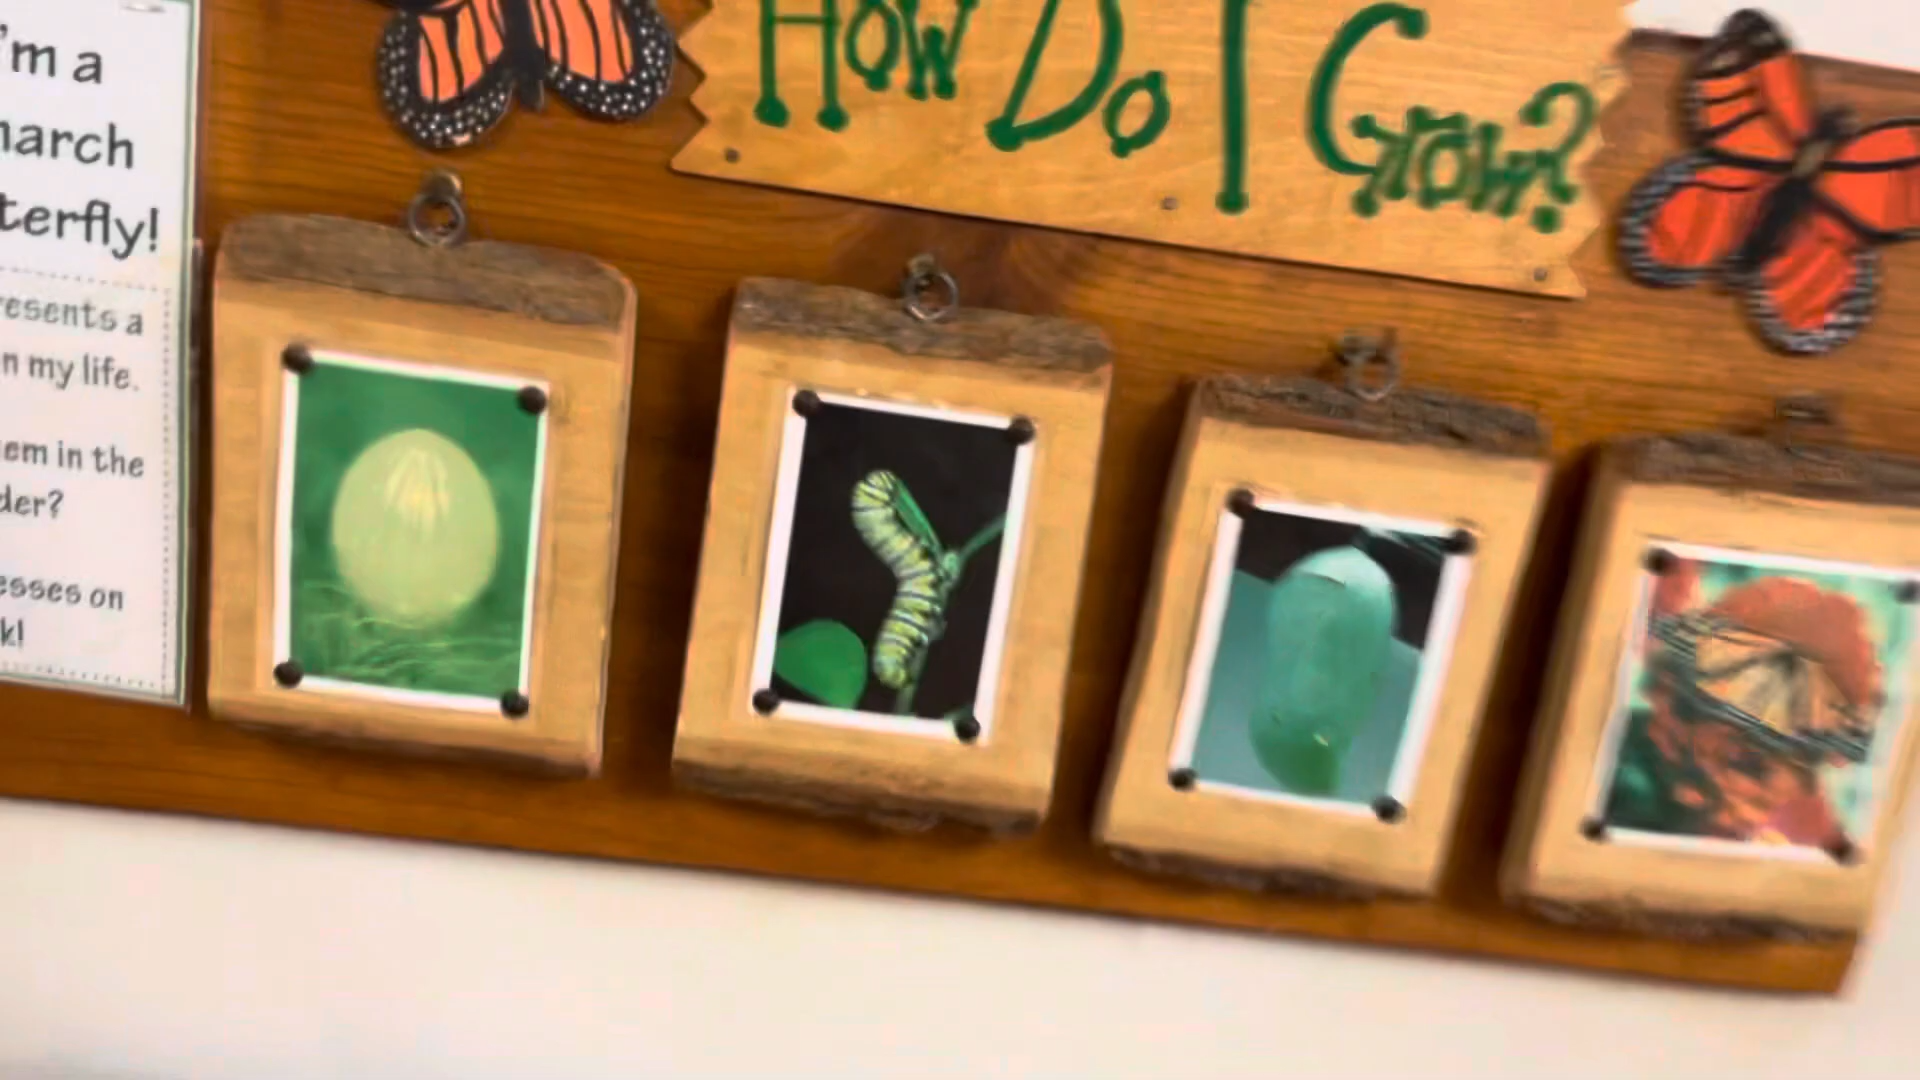 'm a
narch
terfly!
resents a
n my life.
em in the
der?
esses on
k!
How Do I Grow?